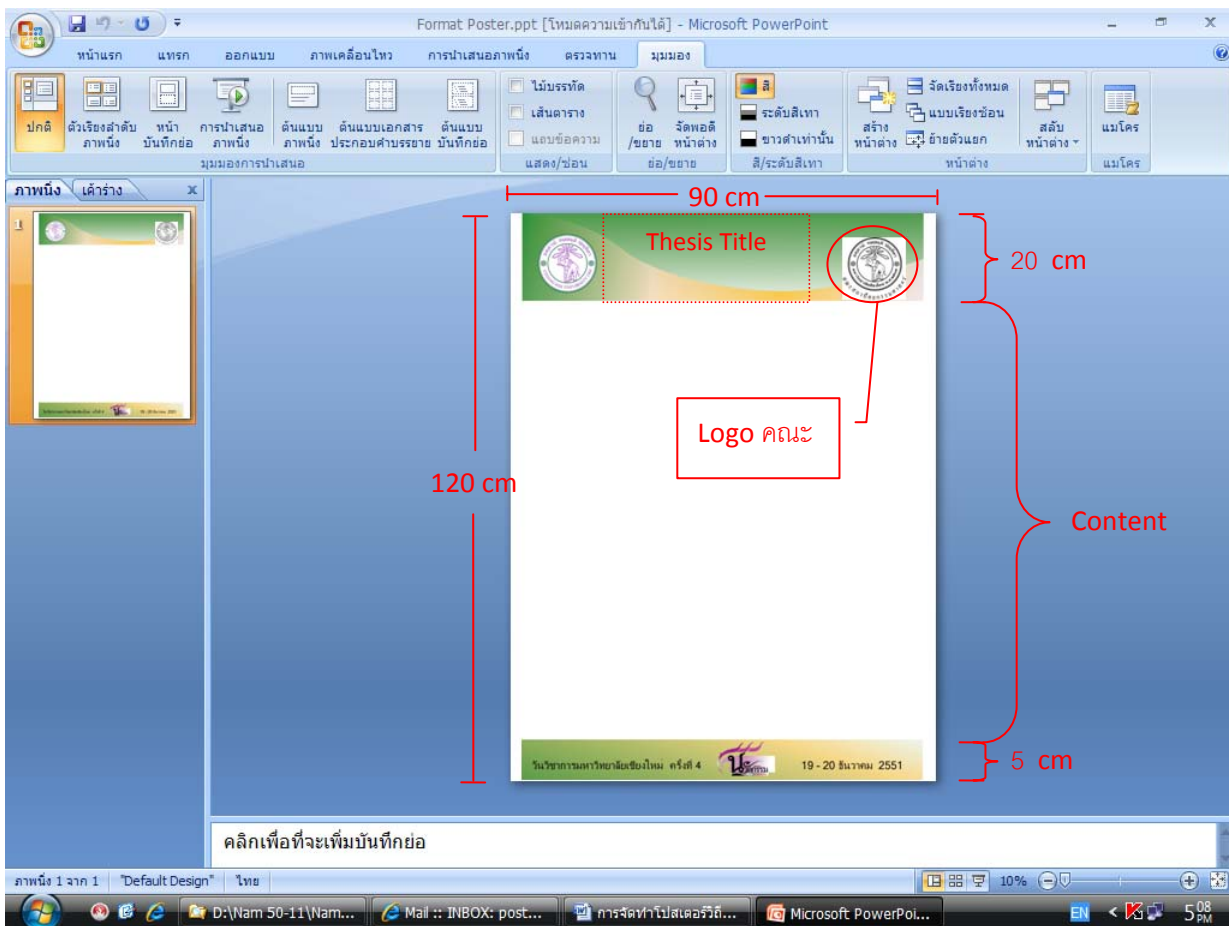 Format Poster.ppt [โหมดความเข้ากันได้] - Microsoft PowerPoint
หน้าแรก แทรก ออกแบบ ภาพเคลื่อนไหว การนำเสนอภาพนิ่ง ตรวจทาน มุมมอง
ปกติ
ตัวเรียงลำดับ
ภาพนิ่ง
หน้า
บันทึกย่อ
การนำเสนอ
ภาพนิ่ง
ต้นแบบ
ภาพนิ่ง
ต้นแบบเอกสาร
ประกอบคำบรรยาย
ต้นแบบ
บันทึกย่อ
มุมมองการนำเสนอ
ไม้บรรทัด
เส้นตาราง
แถบข้อความ
แสดง/ซ่อน
ย่อ
/ขยาย
จัดพอดี
หน้าต่าง
ย่อ/ขยาย
สี
ระดับสีเทา
ขาวดำเท่านั้น
สี/ระดับสีเทา
สร้าง
หน้าต่าง
จัดเรียงทั้งหมด
แบบเรียงซ้อน
ย้ายตัวแยก
สลับ
หน้าต่าง
หน้าต่าง
แมโคร
แมโคร
ภาพนิ่ง เค้าร่าง x
1
90 cm
Thesis Title
20 cm
Logo คณะ
120 cm
Content
วันวิชาการมหาวิทยาลัยเชียงใหม่ ครั้งที่ 4
19 - 20 ธันวาคม 2551
5 cm
คลิกเพื่อที่จะเพิ่มบันทึกย่อ
ภาพนิ่ง 1 จาก 1 "Default Design" ไทย 10%
D:\Nam 50-11\Nam... Mail :: INBOX: post... การจัดทำโปสเตอร์วิถี... Microsoft PowerPoi... EN 5:08 PM